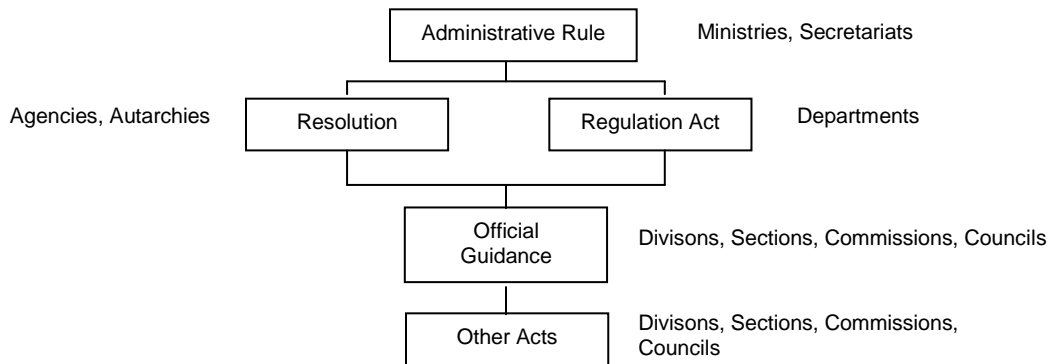 Administrative Rule
Ministries, Secretariats
Agencies, Autarchies
Resolution
Regulation Act
Departments
Official
Guidance
Divisons, Sections, Commissions, Councils
Other Acts
Divisons, Sections, Commissions,
Councils